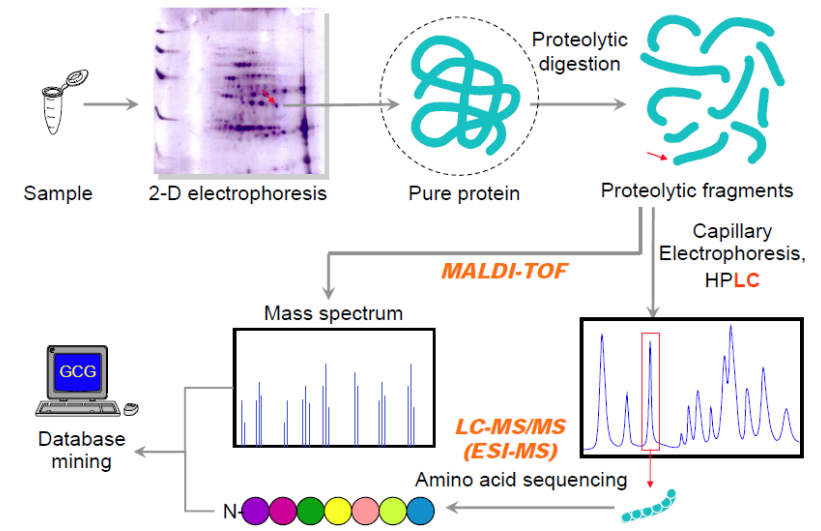 Proteolytic
digestion
Sample
2-D electrophoresis
Pure protein
Proteolytic fragments
Capillary
Electrophoresis,
HPLC
MALDI-TOF
Mass spectrum
GCG
Database
mining
LC-MS/MS
(ESI-MS)
Amino acid sequencing
N-